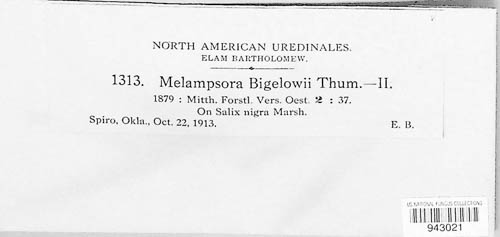 NORTH AMERICAN UREDINALES.
ELAM BARTHOLOMEW.
1313. Melampsora Bigelowii Thum.—II.
1879 : Mitth. Forstl. Vers. Oest. 2 : 37.
On Salix nigra Marsh.
Spiro, Okla., Oct. 22, 1913. E. B.
US NATIONAL FUNGUS COLLECTIONS
943021